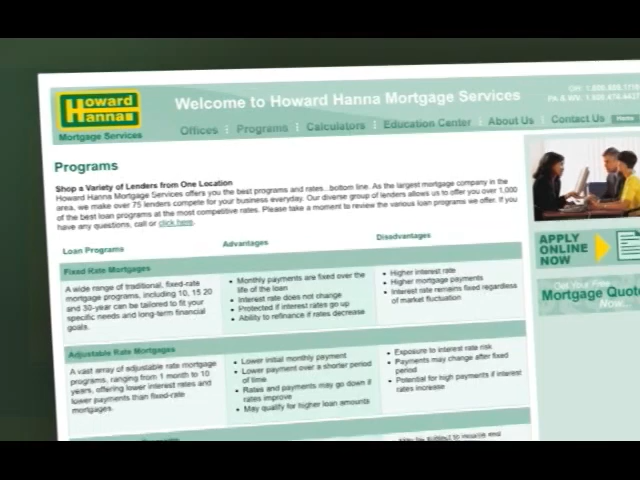 Howard
Hanna
Mortgage Services
Welcome to Howard Hanna Mortgage Services
OH: 1.800.
PA & WV: 1.800.474.
Offices
Programs
Calculators
Education Center
About Us
Contact Us
Home
Programs
Shop a Variety of Lenders from One Location
Howard Hanna Mortgage Services offers you the best programs and rates...bottom line. As the largest mortgage company in the
area, we make over 75 lenders compete for your business everyday. Our diverse group of lenders allows us to offer you over 1,000
of the best loan programs at the most competitive rates. Please take a moment to review the various loan programs we offer. If you
have any questions, call or click here.
Loan Programs
Advantages
Disadvantages
Fixed Rate Mortgages
A wide range of traditional, fixed-rate
mortgage programs, including 10, 15 20
and 30-year can be tailored to fit your
specific needs and long-term financial
goals.
• Monthly payments are fixed over the
life of the loan
• Interest rate does not change
• Protected if interest rates go up
• Ability to refinance if rates decrease
• Higher interest rate
• Higher mortgage payments
• Interest rate remains fixed regardless
of market fluctuation
Adjustable Rate Mortgages
A vast array of adjustable rate mortgage
programs, ranging from 1 month to 10
years, offering lower interest rates and
lower payments than fixed-rate
mortgages.
• Lower initial monthly payment
• Lower payment over a shorter period
of time
• Rates and payments may go down if
rates improve
• May qualify for higher loan amounts
• Exposure to interest rate risk
• Payments may change after fixed
period
• Potential for high payments if interest
rates increase
APPLY
ONLINE
NOW
Get Your Free
Mortgage Quote
Now...